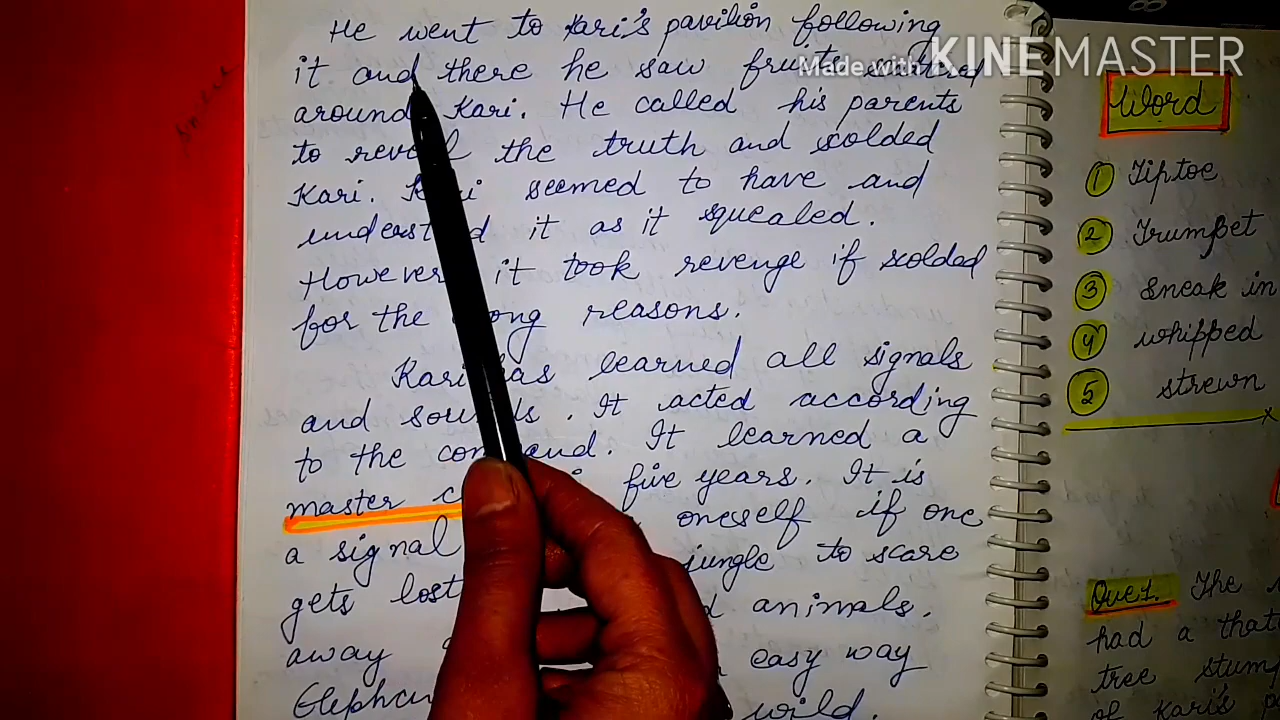 He went to Kari's pavilion following
it and there he saw fruits
around Kari. He called his parents
to reveal the truth and scolded
Kari. Kari seemed to have and
understood it as it squealed.
However it took revenge if scolded
for the wrong reasons.
Kari has learned all signals
and sounds. It acted according
to the command. It learned a
master five years. It is
a signal oneself if one
gets lost jungle to scare
away animals.
easy way
wild.
Made with KINEMASTER
Word
1 Tiptoe
2 Trumpet
3 Sneak in
4 whipped
5 strewn
Que1. The
had a
tree
of Kari's